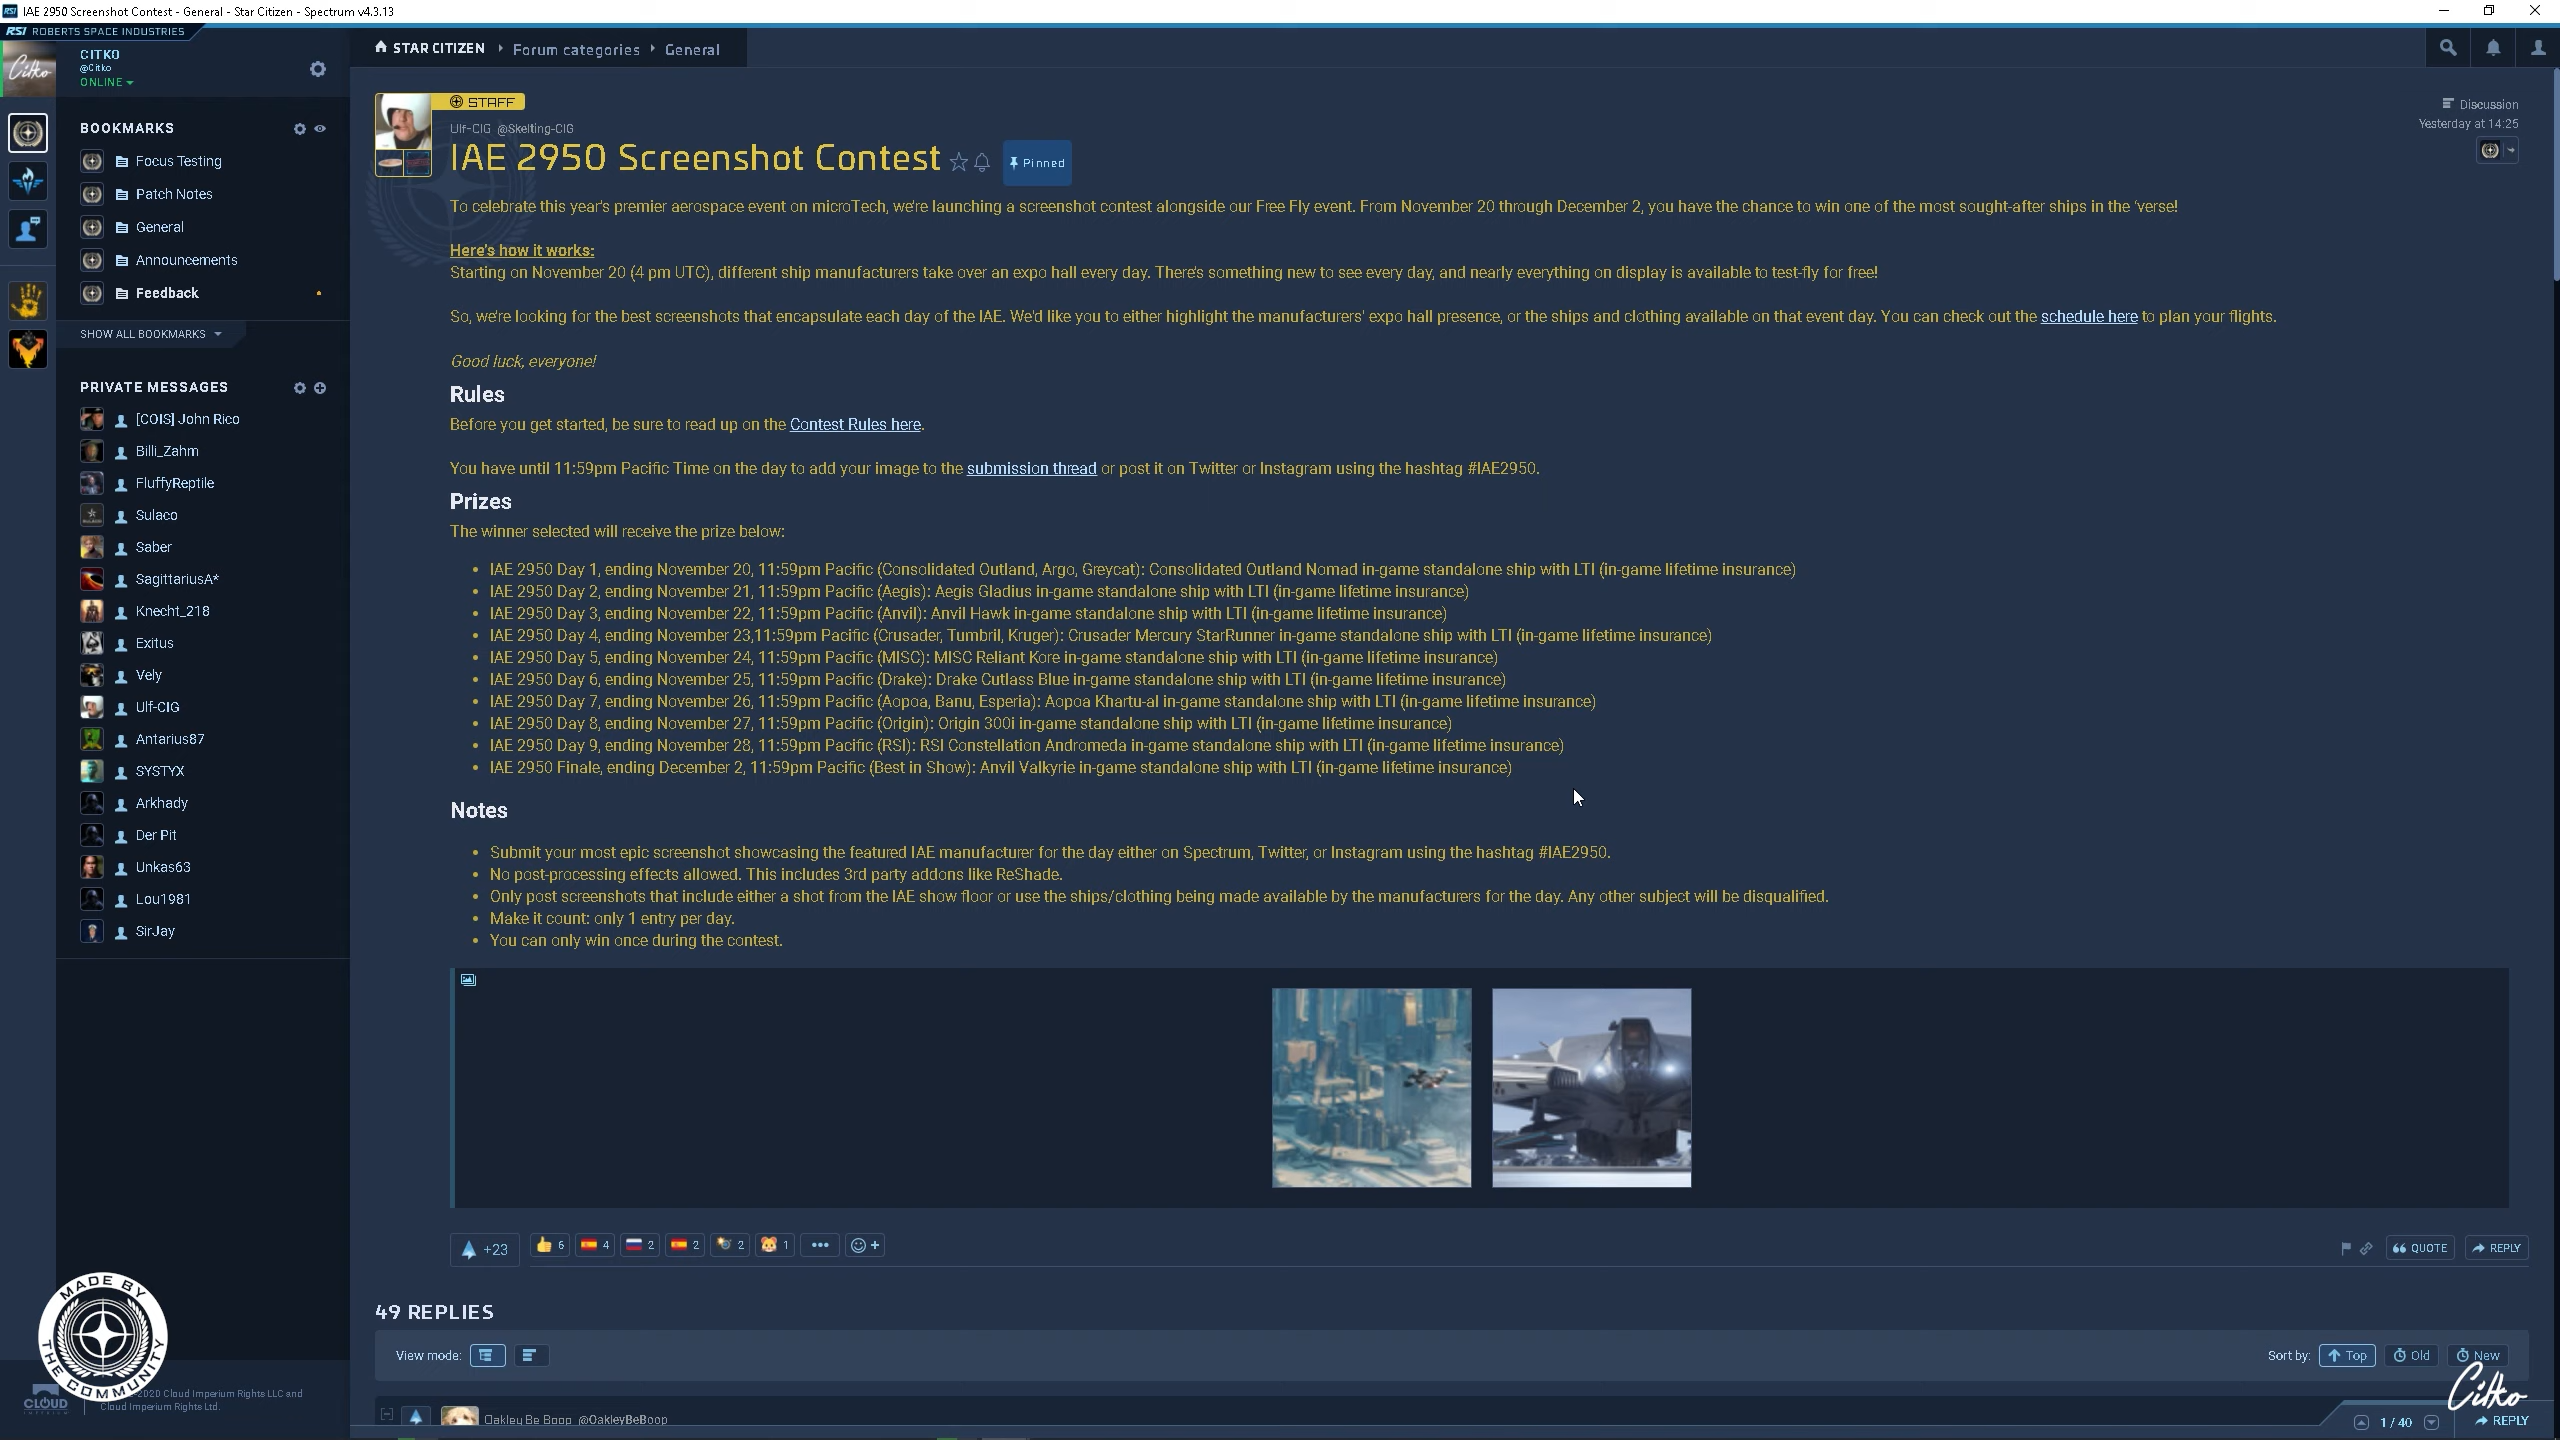 IAE 2950 Screenshot Contest - General - Star Citizen - Spectrum v4.3.13
RSI ROBERTS SPACE INDUSTRIES
Citko
CITKO
@Citko
ONLINE
BOOKMARKS
Focus Testing
Patch Notes
General
Announcements
Feedback
SHOW ALL BOOKMARKS
PRIVATE MESSAGES
[COIS] John Rico
Billi_Zahm
FluffyReptile
Sulaco
Saber
SagittariusA*
Knecht_218
Exitus
Vely
Ulf-CIG
Antarius87
SYSTYX
Arkhady
Der Pit
Unkas63
Lou1981
SirJay
MADE BY THE COMMUNITY
CLOUD
2020 Cloud Imperium Rights LLC and
Cloud Imperium Rights Ltd.
STAR CITIZEN Forum categories General
STAFF
Ulf-CIG @Skelting-CIG
IAE 2950 Screenshot Contest Pinned
Discussion
Yesterday at 14:25
To celebrate this year's premier aerospace event on microTech, we're launching a screenshot contest alongside our Free Fly event. From November 20 through December 2, you have the chance to win one of the most sought-after ships in the 'verse!
Here's how it works:
Starting on November 20 (4 pm UTC), different ship manufacturers take over an expo hall every day. There's something new to see every day, and nearly everything on display is available to test-fly for free!
So, we're looking for the best screenshots that encapsulate each day of the IAE. We'd like you to either highlight the manufacturers' expo hall presence, or the ships and clothing available on that event day. You can check out the schedule here to plan your flights.
Good luck, everyone!
Rules
Before you get started, be sure to read up on the Contest Rules here.
You have until 11:59pm Pacific Time on the day to add your image to the submission thread or post it on Twitter or Instagram using the hashtag #IAE2950.
Prizes
The winner selected will receive the prize below:
• IAE 2950 Day 1, ending November 20, 11:59pm Pacific (Consolidated Outland, Argo, Greycat): Consolidated Outland Nomad in-game standalone ship with LTI (in-game lifetime insurance)
• IAE 2950 Day 2, ending November 21, 11:59pm Pacific (Aegis): Aegis Gladius in-game standalone ship with LTI (in-game lifetime insurance)
• IAE 2950 Day 3, ending November 22, 11:59pm Pacific (Anvil): Anvil Hawk in-game standalone ship with LTI (in-game lifetime insurance)
• IAE 2950 Day 4, ending November 23,11:59pm Pacific (Crusader, Tumbril, Kruger): Crusader Mercury StarRunner in-game standalone ship with LTI (in-game lifetime insurance)
• IAE 2950 Day 5, ending November 24, 11:59pm Pacific (MISC): MISC Reliant Kore in-game standalone ship with LTI (in-game lifetime insurance)
• IAE 2950 Day 6, ending November 25, 11:59pm Pacific (Drake): Drake Cutlass Blue in-game standalone ship with LTI (in-game lifetime insurance)
• IAE 2950 Day 7, ending November 26, 11:59pm Pacific (Aopoa, Banu, Esperia): Aopoa Khartu-al in-game standalone ship with LTI (in-game lifetime insurance)
• IAE 2950 Day 8, ending November 27, 11:59pm Pacific (Origin): Origin 300i in-game standalone ship with LTI (in-game lifetime insurance)
• IAE 2950 Day 9, ending November 28, 11:59pm Pacific (RSI): RSI Constellation Andromeda in-game standalone ship with LTI (in-game lifetime insurance)
• IAE 2950 Finale, ending December 2, 11:59pm Pacific (Best in Show): Anvil Valkyrie in-game standalone ship with LTI (in-game lifetime insurance)
Notes
• Submit your most epic screenshot showcasing the featured IAE manufacturer for the day either on Spectrum, Twitter, or Instagram using the hashtag #IAE2950.
• No post-processing effects allowed. This includes 3rd party addons like ReShade.
• Only post screenshots that include either a shot from the IAE show floor or use the ships/clothing being made available by the manufacturers for the day. Any other subject will be disqualified.
• Make it count: only 1 entry per day.
• You can only win once during the contest.
+23 6 4 2 2 2 1 ••• +
QUOTE REPLY
49 REPLIES
View mode:
Sort by: Top Old New
Oakley Be Boop @OakleyBeBoop
Citko
1 / 40 REPLY